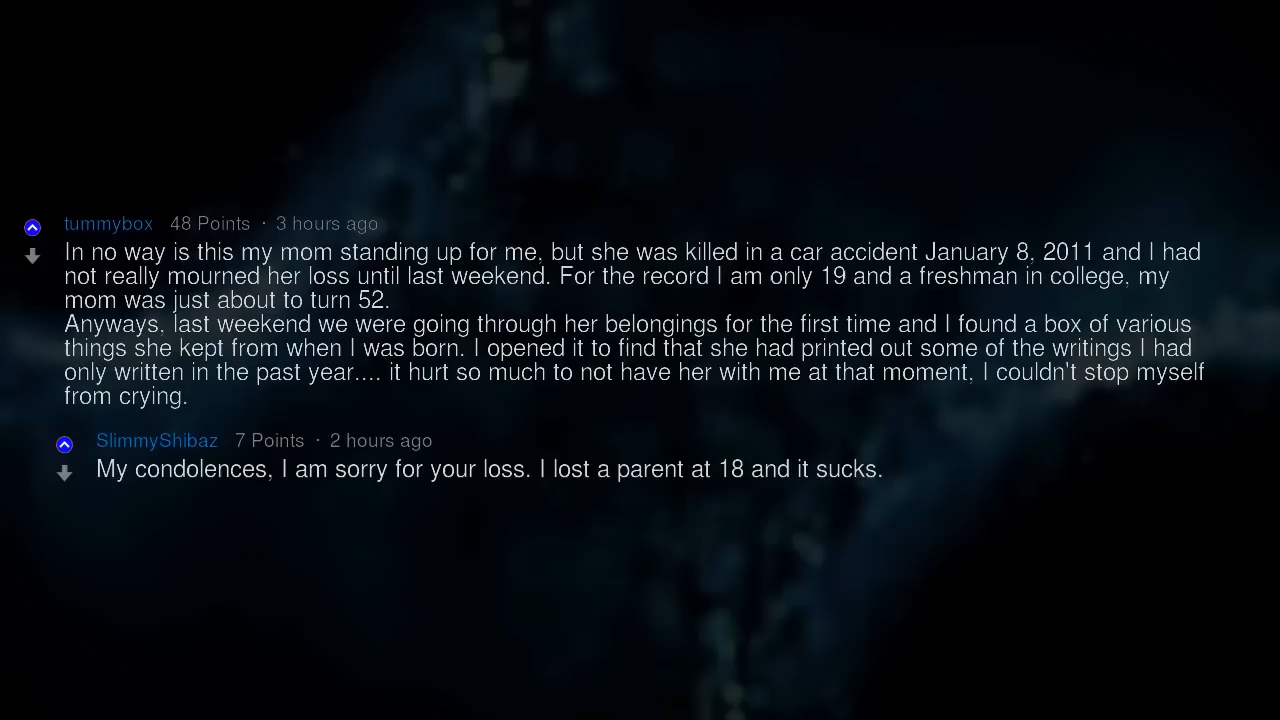 tummybox 48 Points · 3 hours ago
In no way is this my mom standing up for me, but she was killed in a car accident January 8, 2011 and I had
not really mourned her loss until last weekend. For the record I am only 19 and a freshman in college, my
mom was just about to turn 52.
Anyways, last weekend we were going through her belongings for the first time and I found a box of various
things she kept from when I was born. I opened it to find that she had printed out some of the writings I had
only written in the past year.... it hurt so much to not have her with me at that moment, I couldn't stop myself
from crying.
SlimmyShibaz 7 Points · 2 hours ago
My condolences, I am sorry for your loss. I lost a parent at 18 and it sucks.